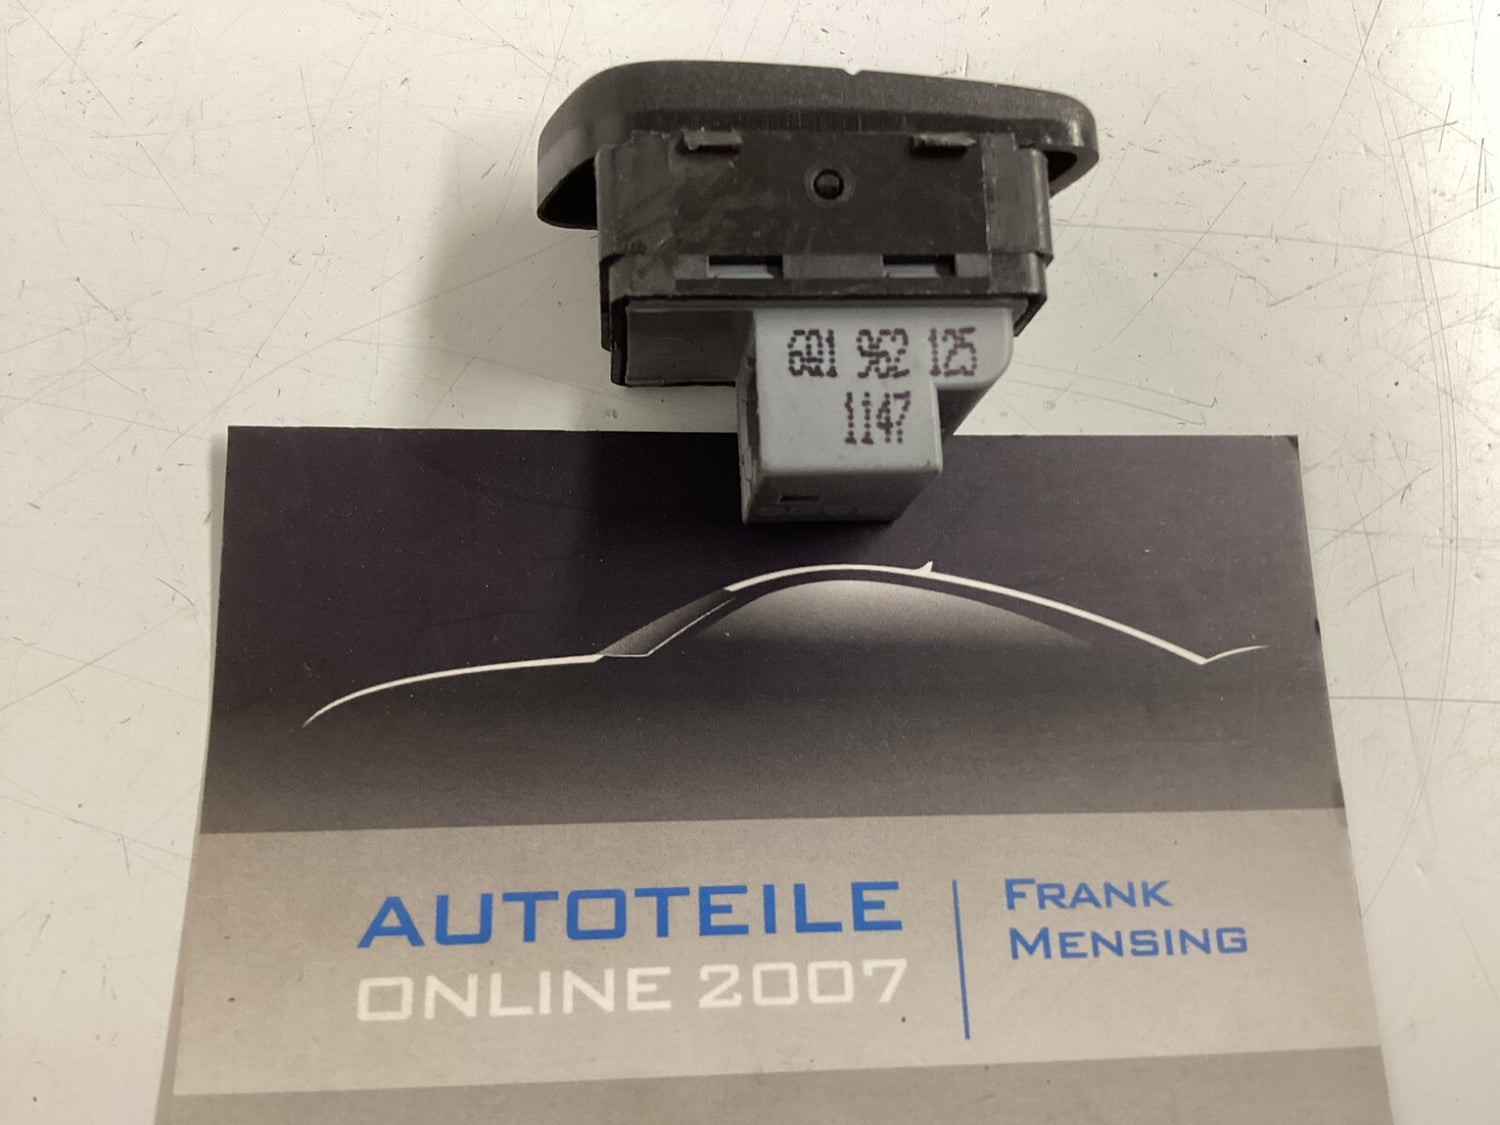 6Q1 962 125
1147
AUTOTEILE
ONLINE 2007
FRANK
MENSING